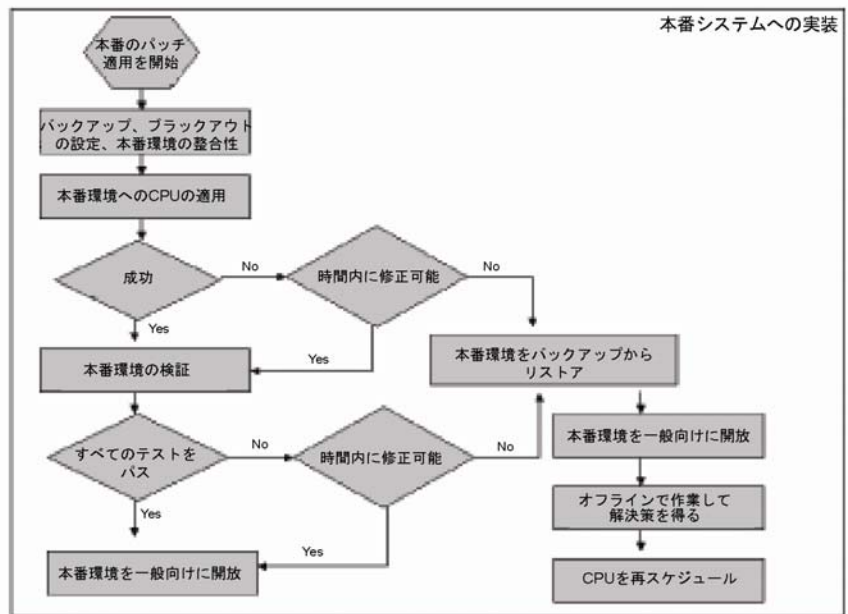 本番システムへの実装
本番のパッチ
適用を開始
バックアップ、ブラックアウト
の設定、本番環境の整合性
本番環境へのCPUの適用
成功
No
時間内に修正可能
No
Yes
Yes
本番環境の検証
本番環境をバックアップから
リストア
すべてのテストを
パス
No
時間内に修正可能
No
Yes
Yes
本番環境を一般向けに開放
本番環境を一般向けに開放
オフラインで作業して
解決策を得る
CPUを再スケジュール